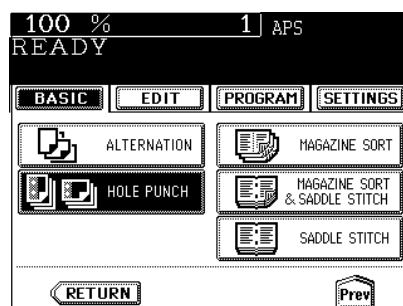 100 % 1 APS
READY
BASIC EDIT PROGRAM SETTINGS
ALTERNATION MAGAZINE SORT
HOLE PUNCH MAGAZINE SORT
& SADDLE STITCH
SADDLE STITCH
RETURN Prev